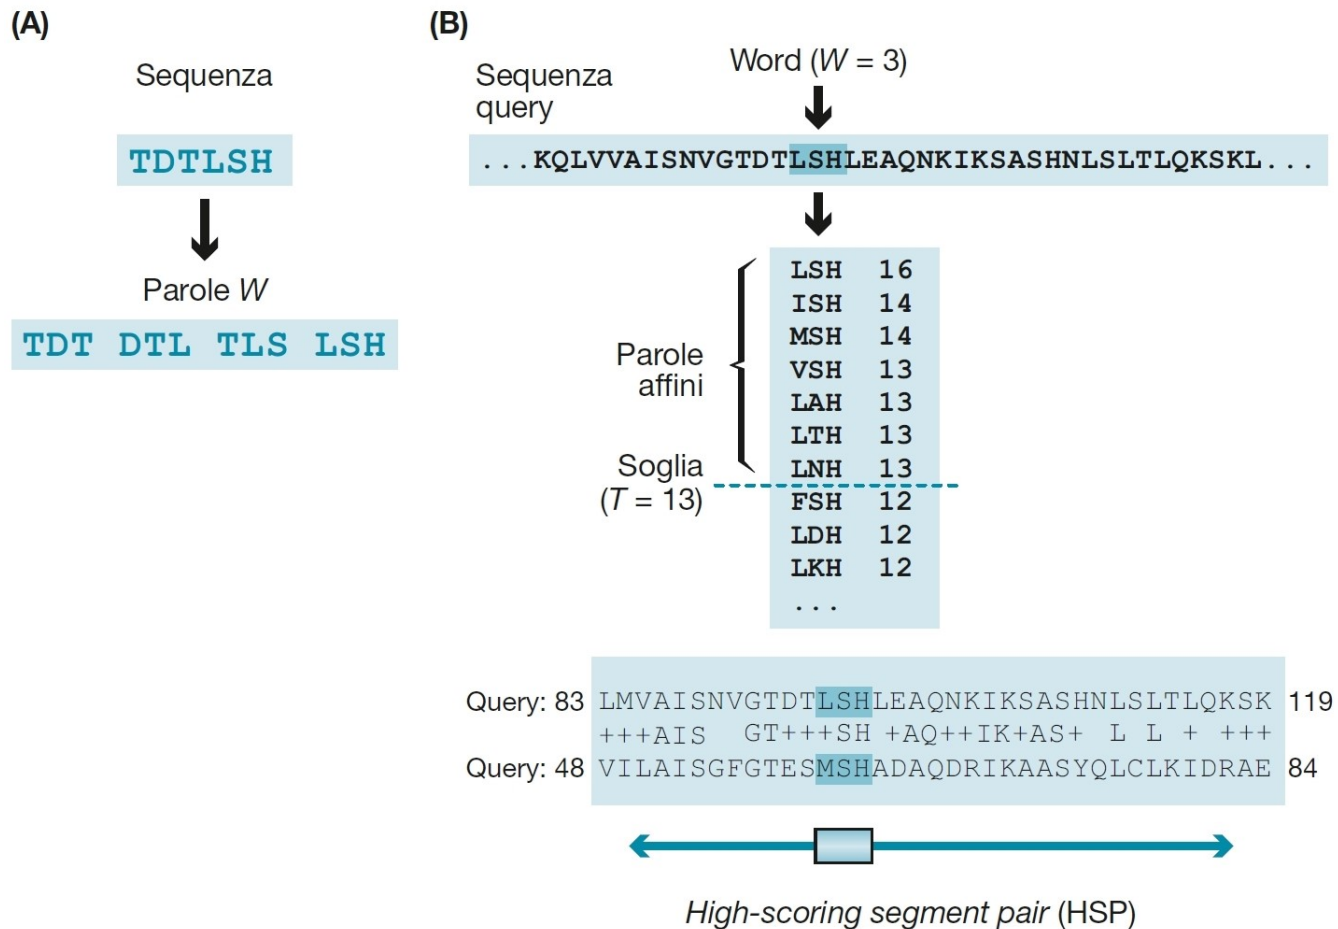 (A)
Sequenza
TDTLSH
Parole W
TDT DTL TLS LSH
(B)
Word (W = 3)
Sequenza
query
...KQLVVAISNVGTDTLSHLEAQNKIKSASHNLSLTLQKSKL...
LSH 16
ISH 14
MSH 14
VSH 13
LAH 13
LTH 13
LNH 13
FSH 12
LDH 12
LKH 12
...
Parole
affini
Soglia
(T = 13)
Query: 83 LMVAISNVGTDTLSHLEAQNKIKSASHNLSLTLQKSK 119
+++AIS GT+++SH +AQ++IK+AS+ L L + +++
Query: 48 VILAISGFGTESMSHADAQDRIKAASYQLCLKIDRAE 84
High-scoring segment pair (HSP)